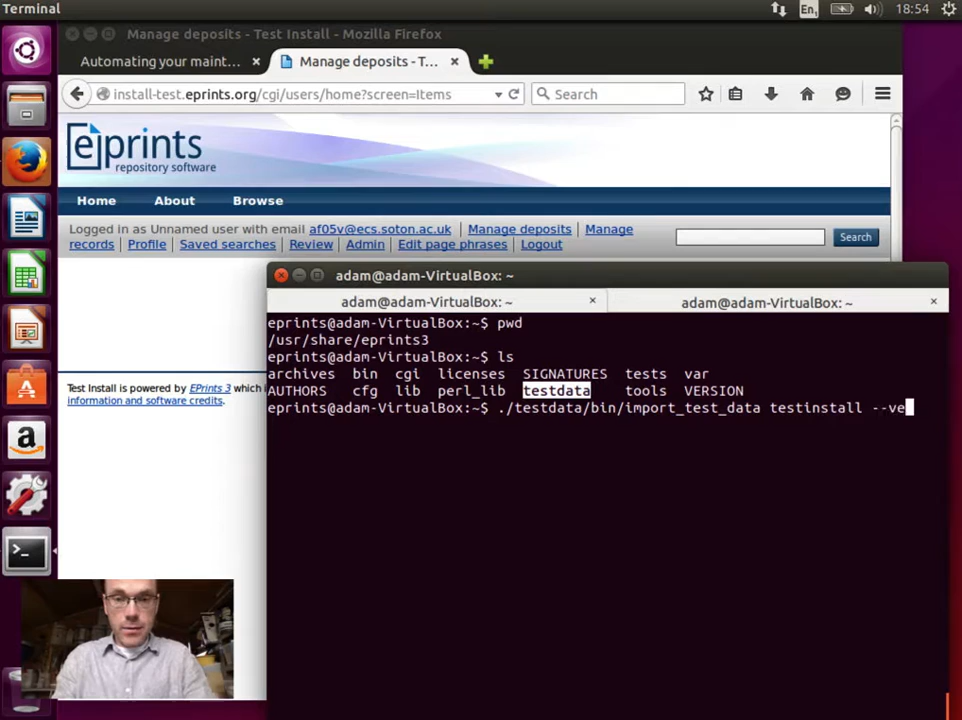 Terminal
En1
18:54
Manage deposits - Test Install - Mozilla Firefox
Automating your maint...
Manage deposits - T...
install-test.eprints.org/cgi/users/home?screen=Items
Search
eprints
repository software
Home About Browse
Logged in as Unnamed user with email af05v@ecs.soton.ac.uk | Manage deposits | Manage
records | Profile | Saved searches | Review | Admin | Edit page phrases | Logout
Search
Test Install is powered by EPrints 3 which i
information and software credits.
adam@adam-VirtualBox: ~
adam@adam-VirtualBox: ~
adam@adam-VirtualBox: ~
eprints@adam-VirtualBox:~$ pwd
/usr/share/eprints3
eprints@adam-VirtualBox:~$ ls
archives bin cgi licenses SIGNATURES tests var
AUTHORS cfg lib perl_lib testdata tools VERSION
eprints@adam-VirtualBox:~$ ./testdata/bin/import_test_data testinstall --ve